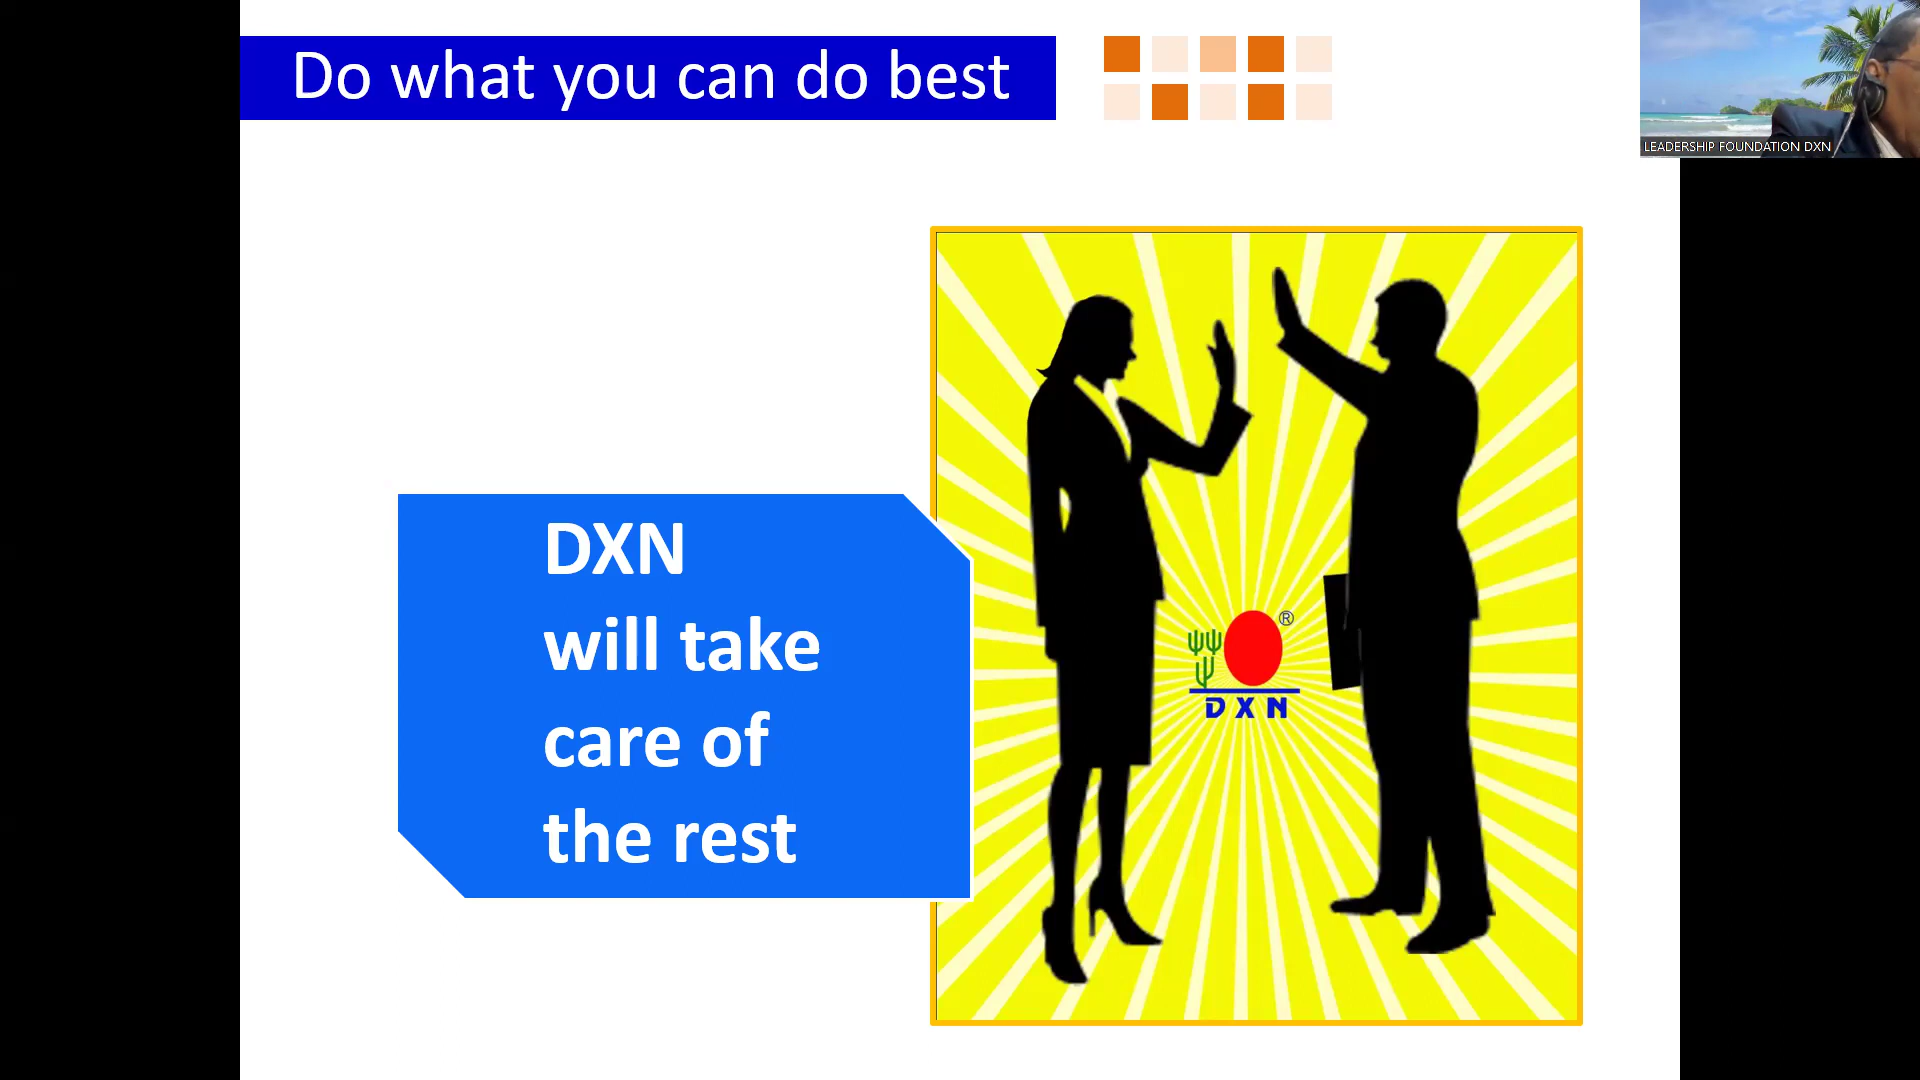 Do what you can do best
LEADERSHIP FOUNDATION DXN
DXN
will take
care of
the rest
®
DXN